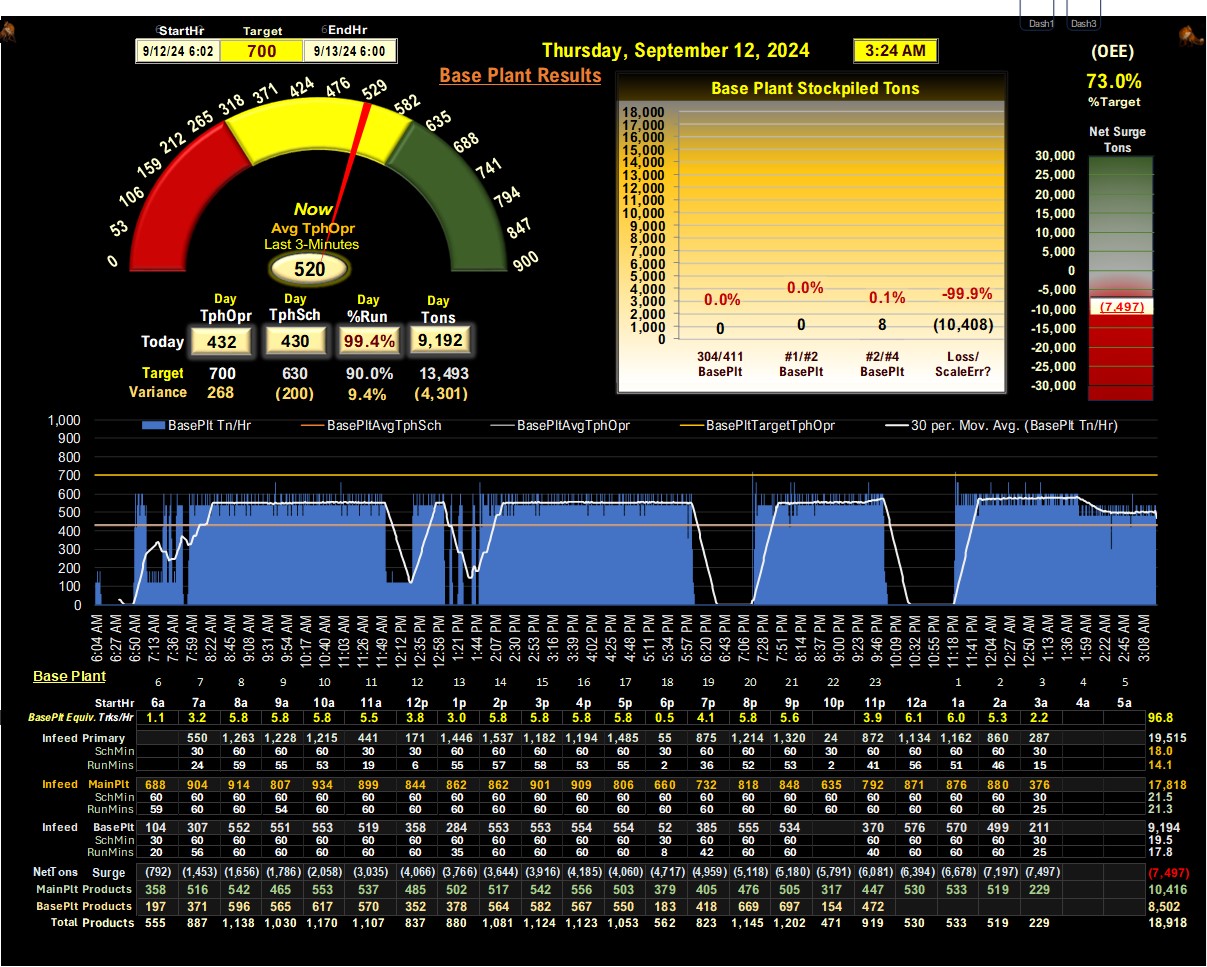 Dash1 Dash3
StartHr Target EndHr
9/12/24 6:02 700 9/13/24 6:00
Thursday, September 12, 2024 3:24 AM
Base Plant Results
(OEE)
73.0%
%Target
Net Surge
Tons
30,000
25,000
20,000
15,000
10,000
5,000
0
-5,000
(7,497)
-10,000
-15,000
-20,000
-25,000
-30,000
0 53 106 159 212 265 318 371 424 476 529 582 635 688 741 794 847 900
Now
Avg TphOpr
Last 3-Minutes
520
Base Plant Stockpiled Tons
18,000
17,000
16,000
15,000
14,000
13,000
12,000
11,000
10,000
9,000
8,000
7,000
6,000
5,000
4,000
3,000
2,000
1,000
0
0.0% 0.0% 0.1% -99.9%
0 0 8 (10,408)
304/411 #1/#2 #2/#4 Loss/
BasePlt BasePlt BasePlt ScaleErr?
Day Day Day Day
TphOpr TphSch %Run Tons
Today 432 430 99.4% 9,192
Target 700 630 90.0% 13,493
Variance 268 (200) 9.4% (4,301)
BasePlt Tn/Hr BasePltAvgTphSch BasePltAvgTphOpr BasePltTargetTphOpr 30 per. Mov. Avg. (BasePlt Tn/Hr)
1,000
900
800
700
600
500
400
300
200
100
0
6:04 AM 6:27 AM 6:50 AM 7:13 AM 7:36 AM 7:59 AM 8:22 AM 8:45 AM 9:08 AM 9:31 AM 9:54 AM 10:17 AM 10:40 AM 11:03 AM 11:26 AM 11:49 AM 12:12 PM 12:35 PM 12:58 PM 1:21 PM 1:44 PM 2:07 PM 2:30 PM 2:53 PM 3:16 PM 3:39 PM 4:02 PM 4:25 PM 4:48 PM 5:11 PM 5:34 PM 5:57 PM 6:20 PM 6:43 PM 7:05 PM 7:28 PM 7:51 PM 8:14 PM 8:37 PM 9:00 PM 9:23 PM 9:46 PM 10:09 PM 10:32 PM 10:55 PM 11:18 PM 11:41 PM 12:04 AM 12:27 AM 12:50 AM 1:13 AM 1:36 AM 1:59 AM 2:22 AM 2:45 AM 3:08 AM
Base Plant 6 7 8 9 10 11 12 13 14 15 16 17 18 19 20 21 22 23 1 2 3 4 5
StartHr 6a 7a 8a 9a 10a 11a 12p 1p 2p 3p 4p 5p 6p 7p 8p 9p 10p 11p 12a 1a 2a 3a 4a 5a
BasePlt Equiv. Trks/Hr 1.1 3.2 5.8 5.8 5.8 5.5 3.8 3.0 5.8 5.8 5.8 5.8 0.5 4.1 5.8 5.6 3.9 6.1 6.0 5.3 2.2 96.8
Infeed Primary 550 1,263 1,228 1,215 441 171 1,446 1,537 1,182 1,194 1,485 55 875 1,214 1,320 24 872 1,134 1,162 860 287 19,515
SchMin 30 60 60 60 30 30 60 60 60 60 60 30 60 60 60 30 60 60 60 60 30 18.0
RunMins 24 59 55 53 19 6 55 57 58 53 55 2 36 52 53 2 41 56 51 46 15 14.1
Infeed MainPlt 688 904 914 807 934 899 844 862 862 901 909 806 660 732 818 848 635 792 871 876 880 376 17,818
SchMin 60 60 60 60 60 60 60 60 60 60 60 60 60 60 60 60 60 60 60 60 60 30 21.5
RunMins 59 60 60 54 60 60 60 60 60 60 60 60 60 60 60 60 60 60 60 60 60 25 21.3
Infeed BasePlt 104 307 552 551 553 519 358 284 553 553 554 554 52 385 555 534 370 576 570 499 211 9,194
SchMin 30 60 60 60 60 60 60 60 60 60 60 60 30 60 60 60 60 60 60 60 30 19.5
RunMins 20 56 60 60 60 60 60 35 60 60 60 60 8 42 60 60 40 60 60 60 25 17.8
NetTons Surge (792) (1,453) (1,656) (1,786) (2,058) (3,035) (4,066) (3,766) (3,644) (3,916) (4,185) (4,060) (4,717) (4,959) (5,118) (5,180) (5,791) (6,081) (6,394) (6,678) (7,197) (7,497) (7,497)
MainPlt Products 358 516 542 465 553 537 485 502 517 542 556 503 379 405 476 505 317 447 530 533 519 229 10,416
BasePlt Products 197 371 596 565 617 570 352 378 564 582 567 550 183 418 669 697 154 472 8,502
Total Products 555 887 1,138 1,030 1,170 1,107 837 880 1,081 1,124 1,123 1,053 562 823 1,145 1,202 471 919 530 533 519 229 18,918